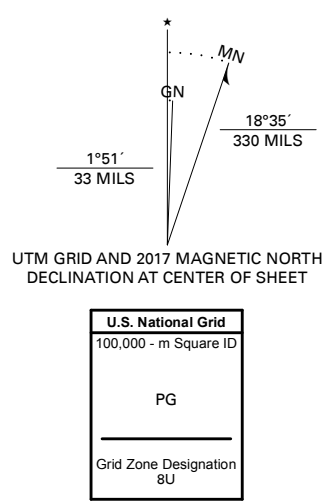 ★
MN
GN
18°35´
330 MILS
1°51´
33 MILS
UTM GRID AND 2017 MAGNETIC NORTH
DECLINATION AT CENTER OF SHEET
U.S. National Grid
100,000 - m Square ID
PG
Grid Zone Designation
8U